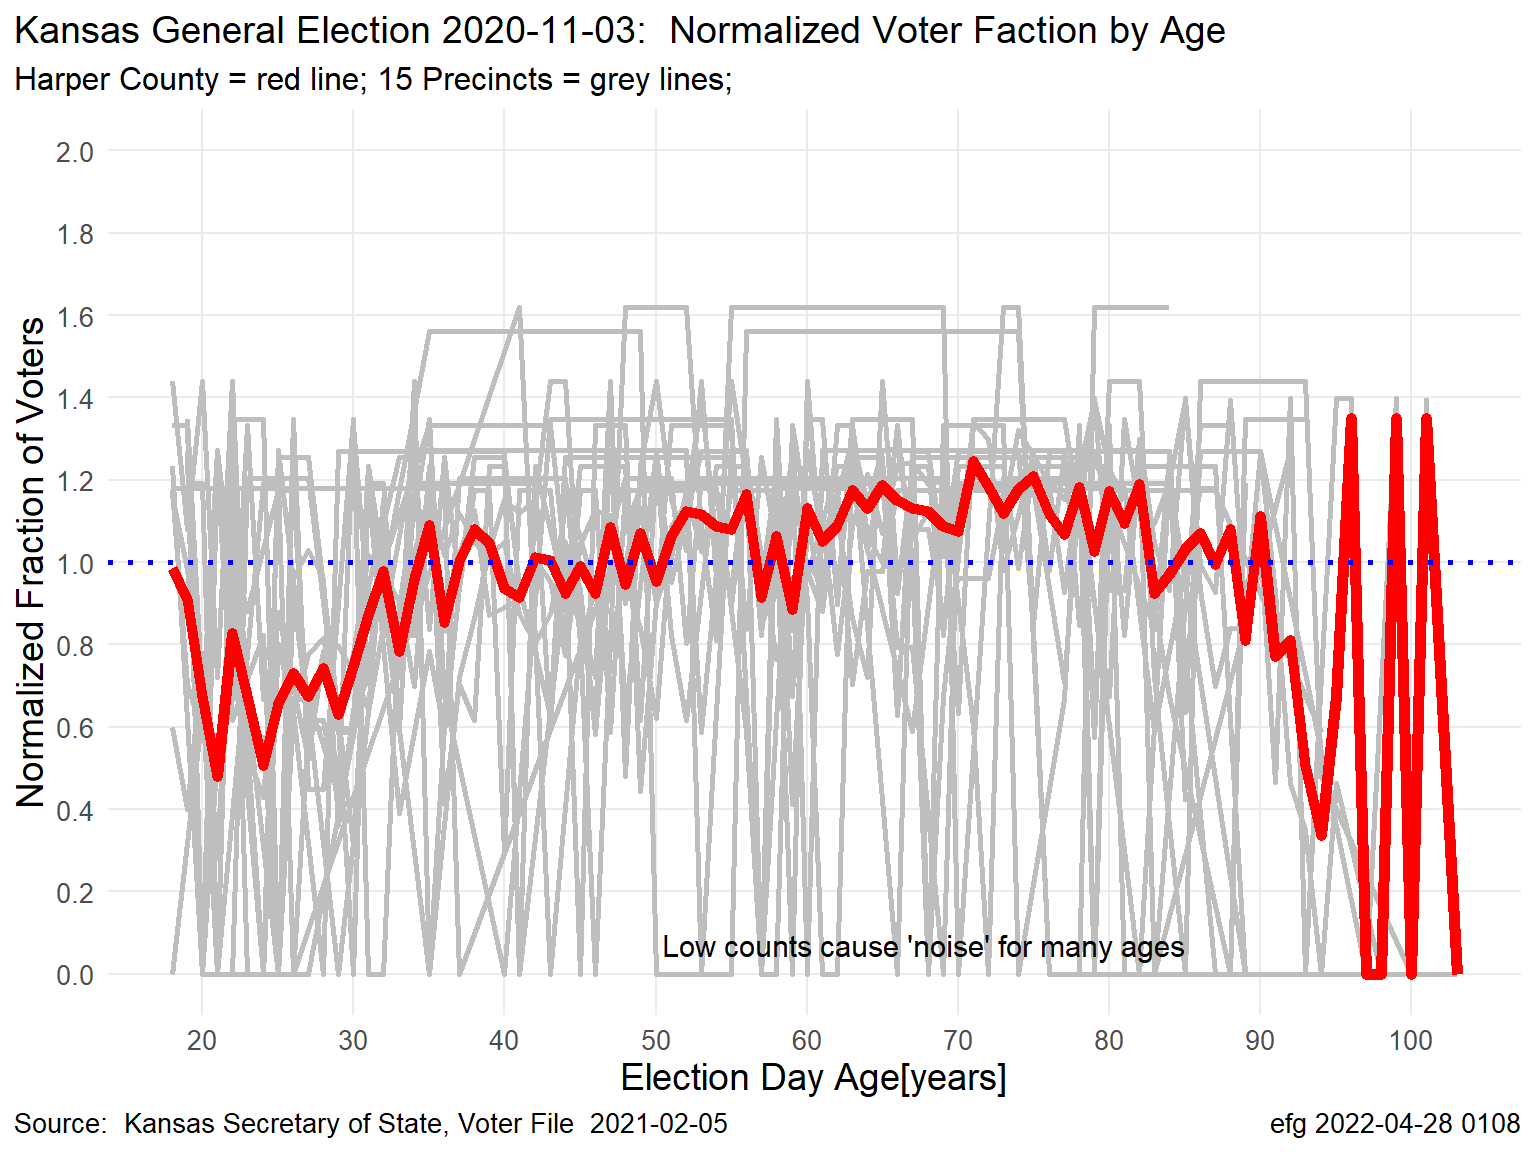 Kansas General Election 2020-11-03:  Normalized Voter Faction by Age
Harper County = red line; 15 Precincts = grey lines;
Normalized Fraction of Voters
2.0
1.8
1.6
1.4
1.2
1.0
0.8
0.6
0.4
0.2
0.0
Low counts cause 'noise' for many ages
20 30 40 50 60 70 80 90 100
Election Day Age[years]
Source:  Kansas Secretary of State, Voter File  2021-02-05
efg 2022-04-28 0108